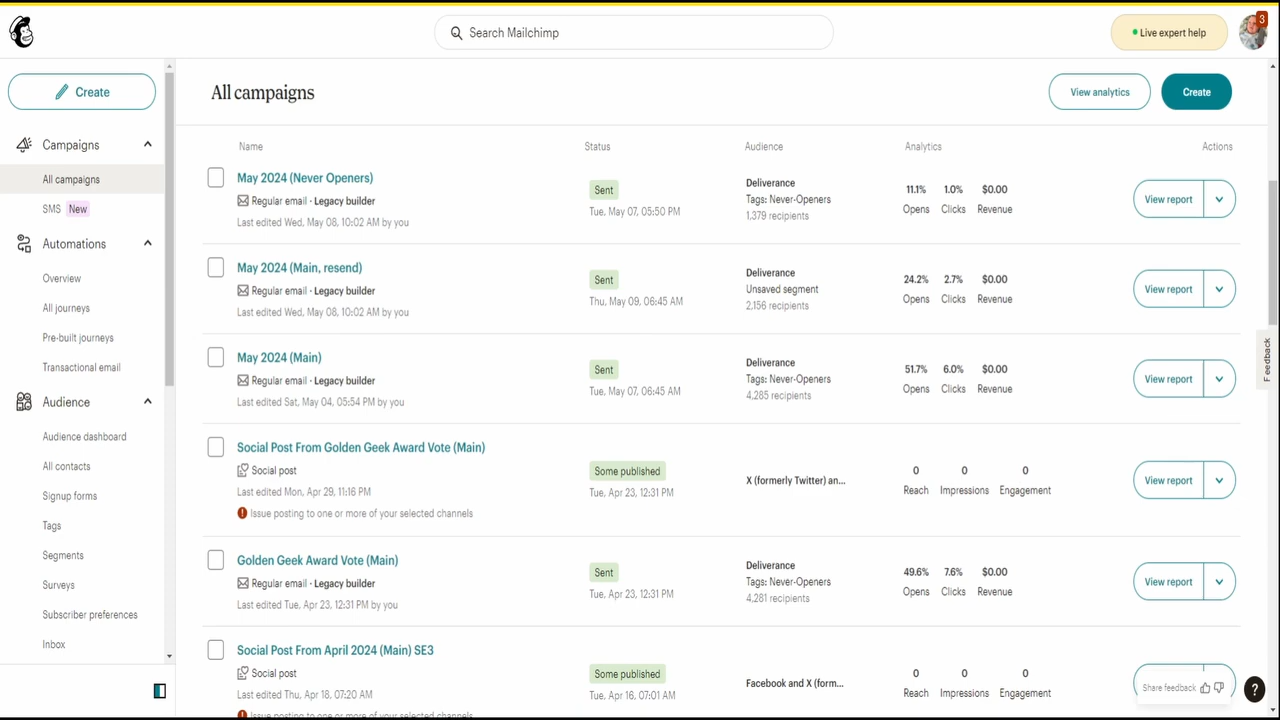 Search Mailchimp
Live expert help
3
Create
Campaigns
All campaigns
SMS New
Automations
Overview
All journeys
Pre-built journeys
Transactional email
Audience
Audience dashboard
All contacts
Signup forms
Tags
Segments
Surveys
Subscriber preferences
Inbox
All campaigns
View analytics
Create
Name Status Audience Analytics Actions
May 2024 (Never Openers)
Regular email · Legacy builder
Last edited Wed, May 08, 10:02 AM by you
Sent
Tue, May 07, 05:50 PM
Deliverance
Tags: Never-Openers
1,379 recipients
11.1% 1.0% $0.00
Opens Clicks Revenue
View report
May 2024 (Main, resend)
Regular email · Legacy builder
Last edited Wed, May 08, 10:02 AM by you
Sent
Thu, May 09, 06:45 AM
Deliverance
Unsaved segment
2,156 recipients
24.2% 2.7% $0.00
Opens Clicks Revenue
View report
May 2024 (Main)
Regular email · Legacy builder
Last edited Sat, May 04, 05:54 PM by you
Sent
Tue, May 07, 06:45 AM
Deliverance
Tags: Never-Openers
4,285 recipients
51.7% 6.0% $0.00
Opens Clicks Revenue
View report
Social Post From Golden Geek Award Vote (Main)
Social post
Last edited Mon, Apr 29, 11:16 PM
Issue posting to one or more of your selected channels
Some published
Tue, Apr 23, 12:31 PM
X (formerly Twitter) an...
0 0 0
Reach Impressions Engagement
View report
Golden Geek Award Vote (Main)
Regular email · Legacy builder
Last edited Tue, Apr 23, 12:31 PM by you
Sent
Tue, Apr 23, 12:31 PM
Deliverance
Tags: Never-Openers
4,281 recipients
49.6% 7.6% $0.00
Opens Clicks Revenue
View report
Social Post From April 2024 (Main) SE3
Social post
Last edited Thu, Apr 18, 07:20 AM
Issue posting to one or more of your selected channels
Some published
Tue, Apr 16, 07:01 AM
Facebook and X (form...
0 0 0
Reach Impressions Engagement
Share feedback
?
Feedback